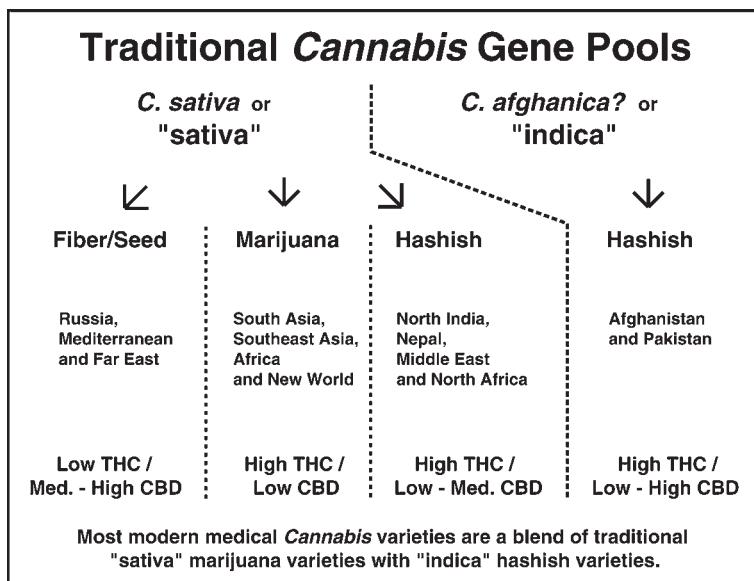 Traditional Cannabis Gene Pools
C. sativa or
"sativa"
C. afghanica? or
"indica"
Fiber/Seed
Marijuana
Hashish
Hashish
Russia,
Mediterranean
and Far East
South Asia,
Southeast Asia,
Africa
and New World
North India,
Nepal,
Middle East
and North Africa
Afghanistan
and Pakistan
Low THC /
Med. - High CBD
High THC /
Low CBD
High THC /
Low - Med. CBD
High THC /
Low - High CBD
Most modern medical Cannabis varieties are a blend of traditional
"sativa" marijuana varieties with "indica" hashish varieties.